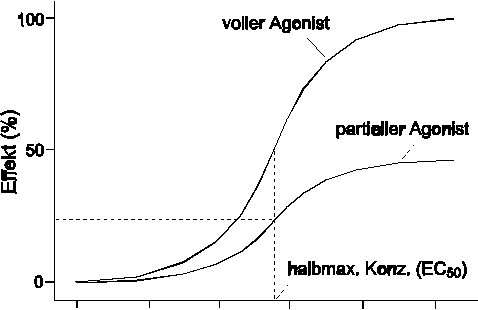 100
voller Agonist
partieller Agonist
Effekt (%)
50
halbmax. Konz. (EC₅₀)
0